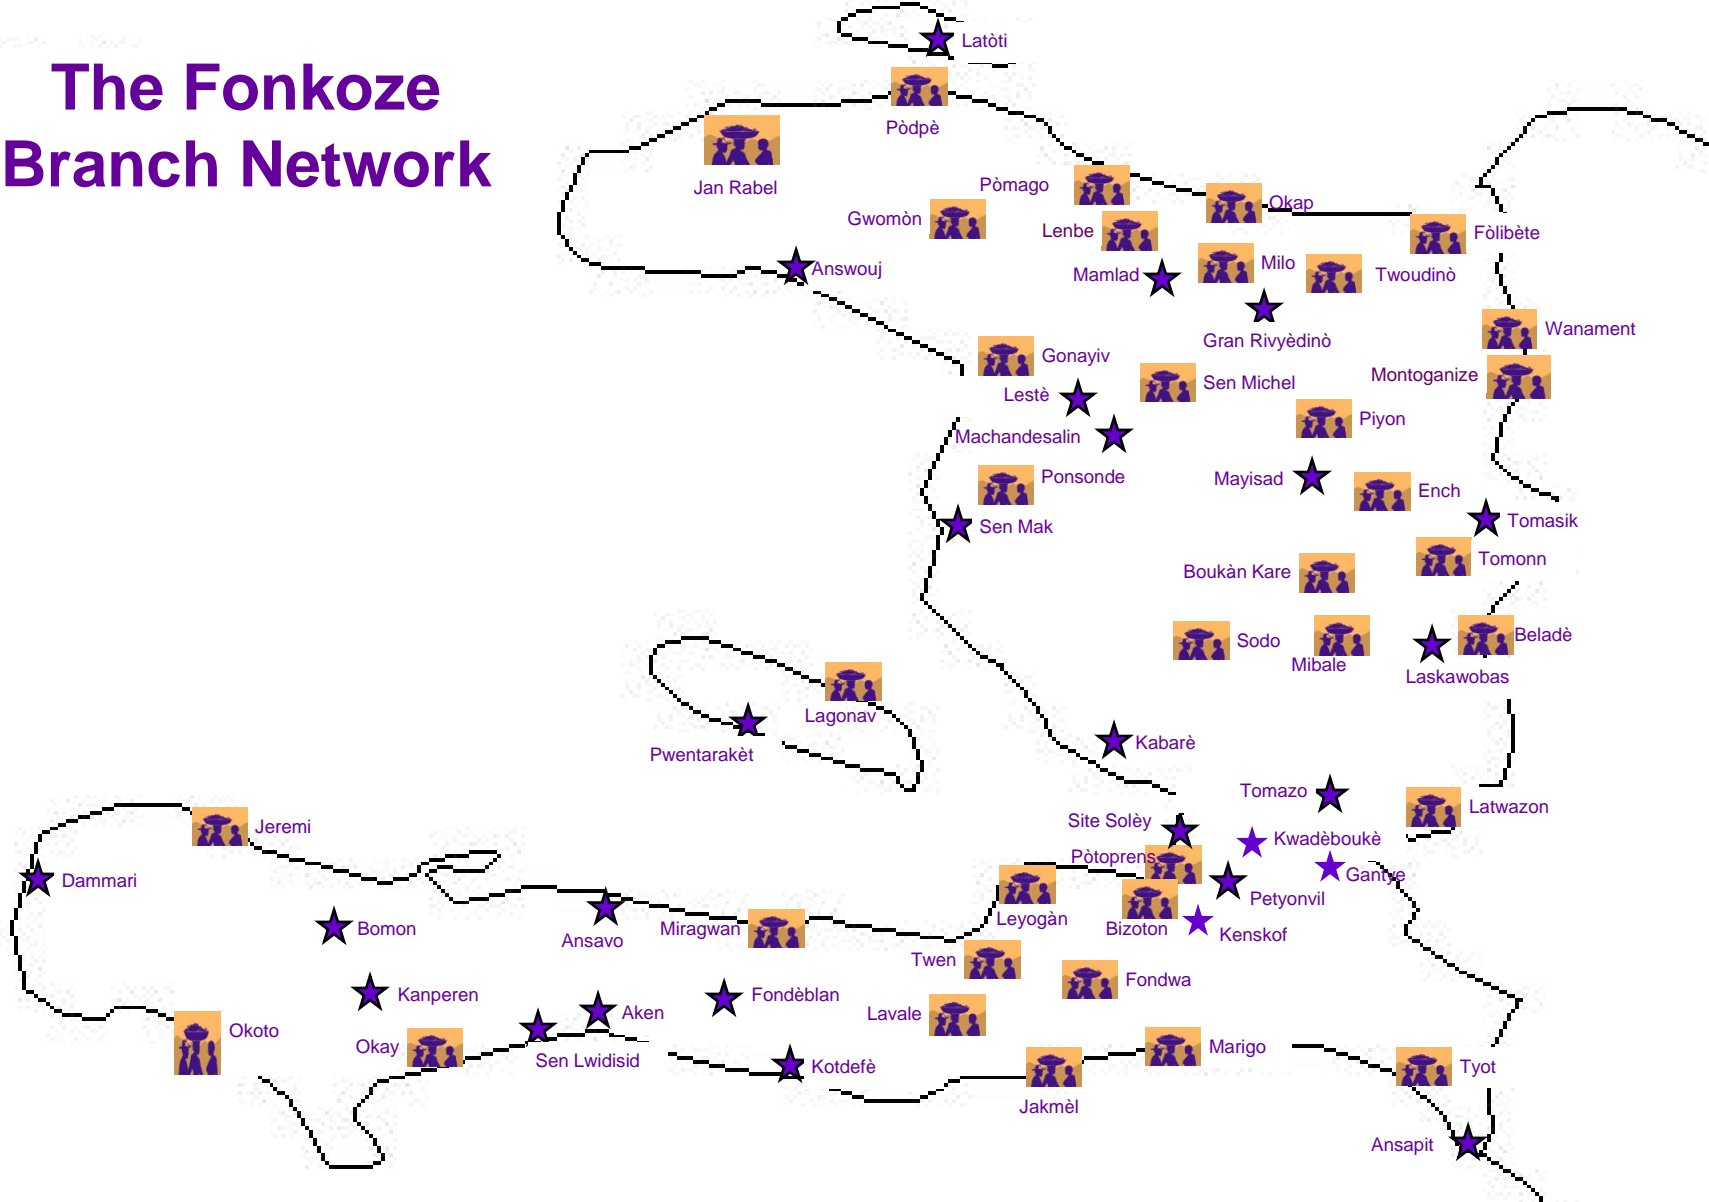 The Fonkoze
Branch Network
Latòti
Pòdpè
Jan Rabel
Pòmago
Okap
Gwomòn
Lenbe
Fòlibète
Answouj
Mamlad
Milo
Twoudinò
Gran Rivyèdinò
Wanament
Gonayiv
Sen Michel
Montoganize
Lestè
Piyon
Machandesalin
Ponsonde
Mayisad
Ench
Sen Mak
Tomasik
Boukàn Kare
Tomonn
Sodo
Mibale
Beladè
Laskawobas
Lagonav
Pwentarakèt
Kabarè
Tomazo
Latwazon
Site Solèy
Jeremi
Kwadèboukè
Pòtoprens
Gantye
Dammari
Petyonvil
Leyogàn
Bizoton
Kenskof
Bomon
Ansavo
Miragwan
Twen
Fondwa
Kanperen
Fondèblan
Aken
Lavale
Okoto
Okay
Sen Lwidisid
Kotdefè
Marigo
Tyot
Jakmèl
Ansapit